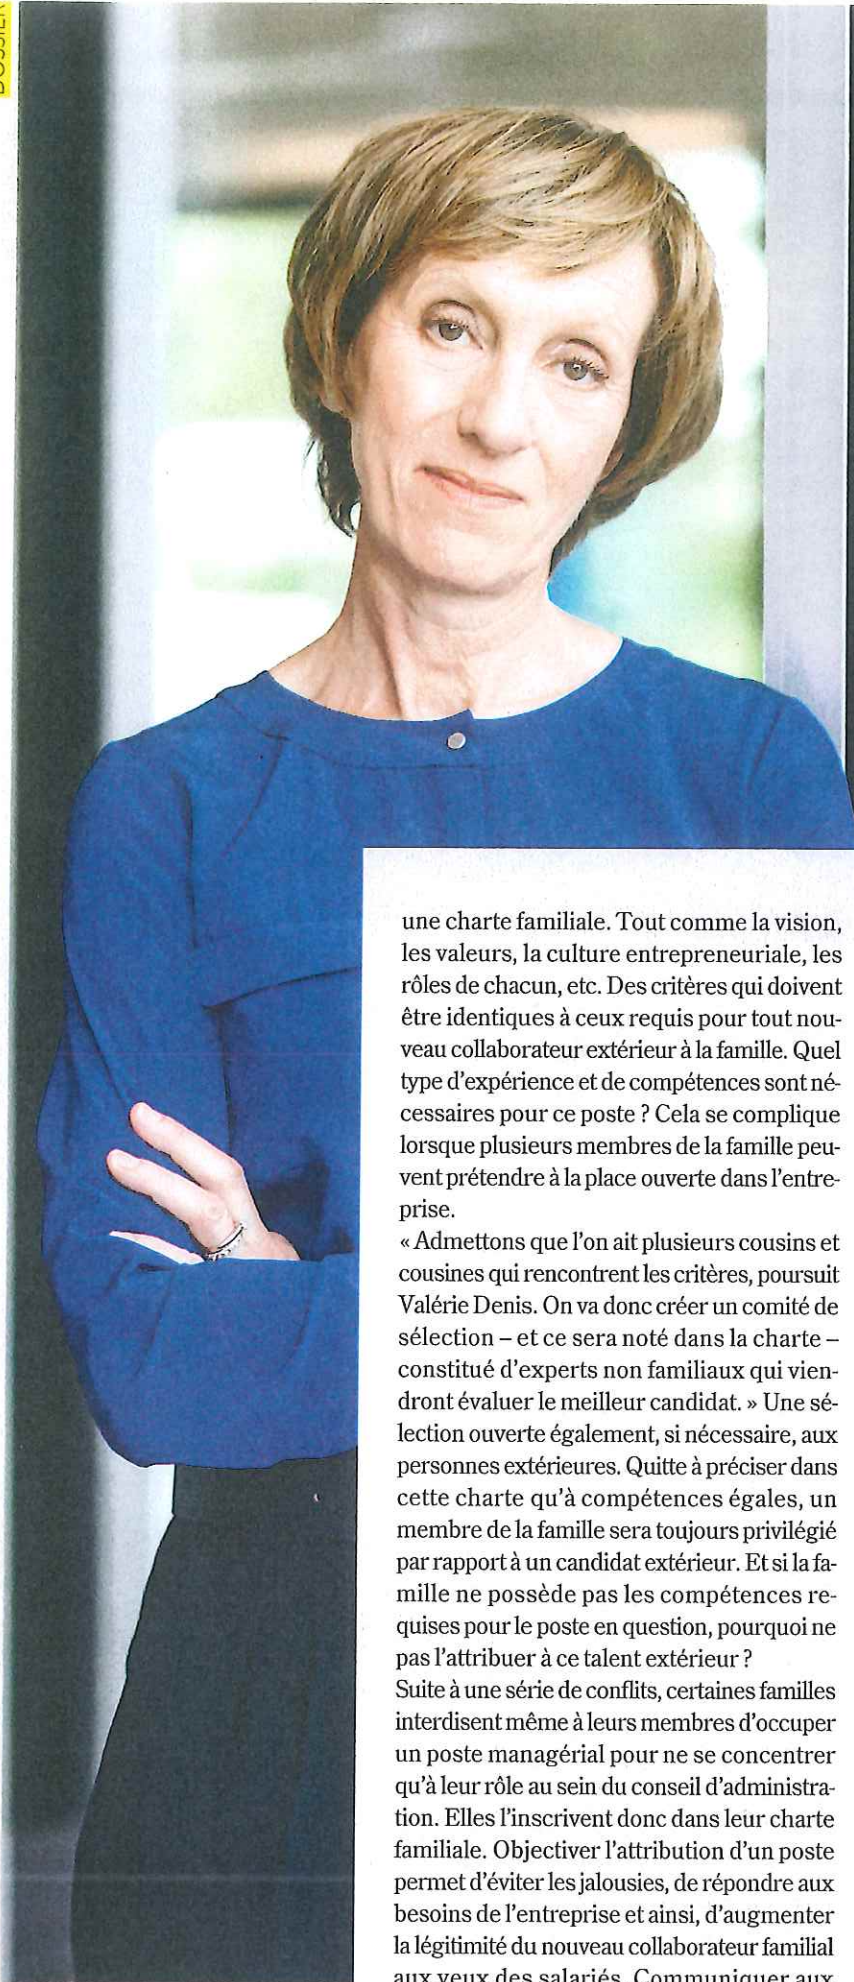 DOSSIER
une charte familiale. Tout comme la vision,
les valeurs, la culture entrepreneuriale, les
rôles de chacun, etc. Des critères qui doivent
être identiques à ceux requis pour tout nou-
veau collaborateur extérieur à la famille. Quel
type d’expérience et de compétences sont né-
cessaires pour ce poste ? Cela se complique
lorsque plusieurs membres de la famille peu-
vent prétendre à la place ouverte dans l’entre-
prise.
« Admettons que l’on ait plusieurs cousins et
cousines qui rencontrent les critères, poursuit
Valérie Denis. On va donc créer un comité de
sélection – et ce sera noté dans la charte –
constitué d’experts non familiaux qui vien-
dront évaluer le meilleur candidat. » Une sé-
lection ouverte également, si nécessaire, aux
personnes extérieures. Quitte à préciser dans
cette charte qu’à compétences égales, un
membre de la famille sera toujours privilégié
par rapport à un candidat extérieur. Et si la fa-
mille ne possède pas les compétences re-
quises pour le poste en question, pourquoi ne
pas l’attribuer à ce talent extérieur ?
Suite à une série de conflits, certaines familles
interdisent même à leurs membres d’occuper
un poste managérial pour ne se concentrer
qu’à leur rôle au sein du conseil d’administra-
tion. Elles l’inscrivent donc dans leur charte
familiale. Objectiver l’attribution d’un poste
permet d’éviter les jalousies, de répondre aux
besoins de l’entreprise et ainsi, d’augmenter
la légitimité du nouveau collaborateur familial
aux yeux des salariés. Communiquer aux